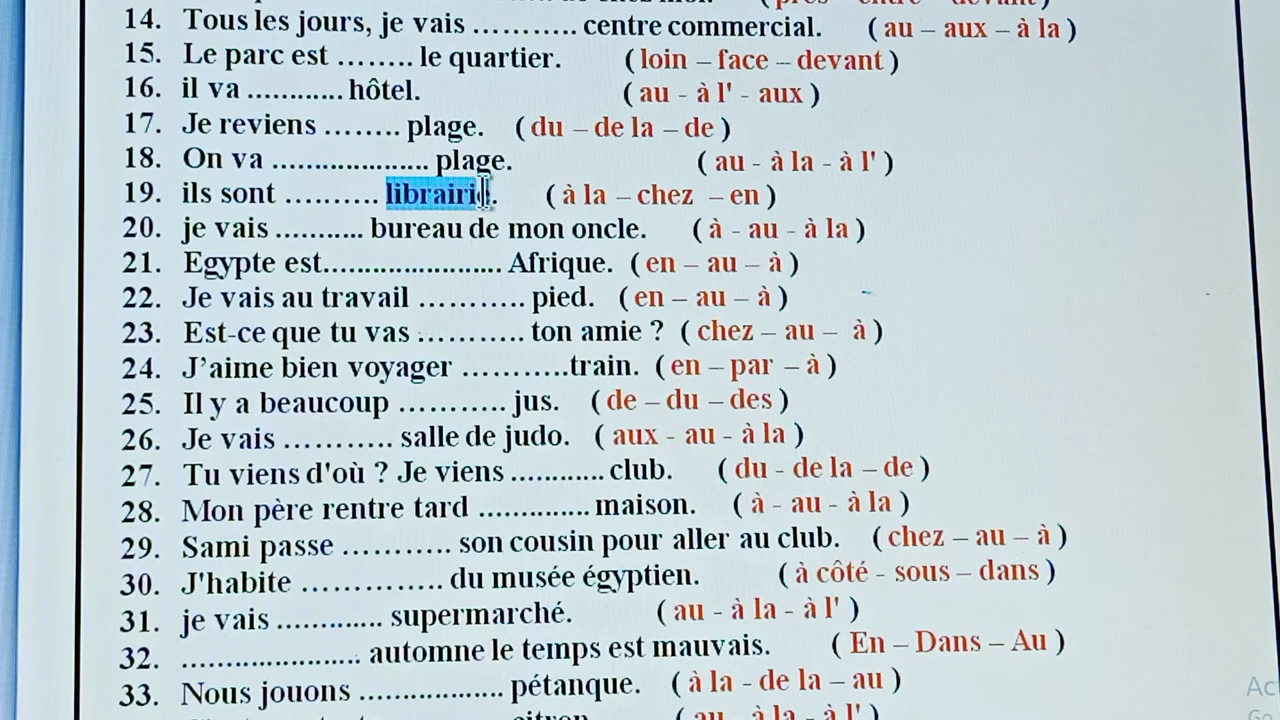 14. Tous les jours, je vais ........... centre commercial. ( au – aux – à la )
15. Le parc est ........ le quartier. ( loin – face – devant )
16. il va ............ hôtel. ( au - à l' - aux )
17. Je reviens ........ plage. ( du – de la – de )
18. On va .................... plage. ( au - à la - à l' )
19. ils sont .......... librairie. ( à la – chez – en )
20. je vais ........... bureau de mon oncle. ( à - au - à la )
21. Egypte est...................... Afrique. ( en – au – à )
22. Je vais au travail ........... pied. ( en – au – à )
23. Est-ce que tu vas ........... ton amie ? ( chez – au – à )
24. J’aime bien voyager ...........train. ( en – par – à )
25. Il y a beaucoup ........... jus. ( de – du – des )
26. Je vais ........... salle de judo. ( aux - au - à la )
27. Tu viens d'où ? Je viens ............ club. ( du - de la – de )
28. Mon père rentre tard .............. maison. ( à - au - à la )
29. Sami passe ........... son cousin pour aller au club. ( chez – au – à )
30. J'habite .............. du musée égyptien. ( à côté - sous – dans )
31. je vais ............. supermarché. ( au - à la - à l' )
32. ....................... automne le temps est mauvais. ( En – Dans – Au )
33. Nous jouons .................. pétanque. ( à la - de la – au )
citron ( au - à la - à l' )